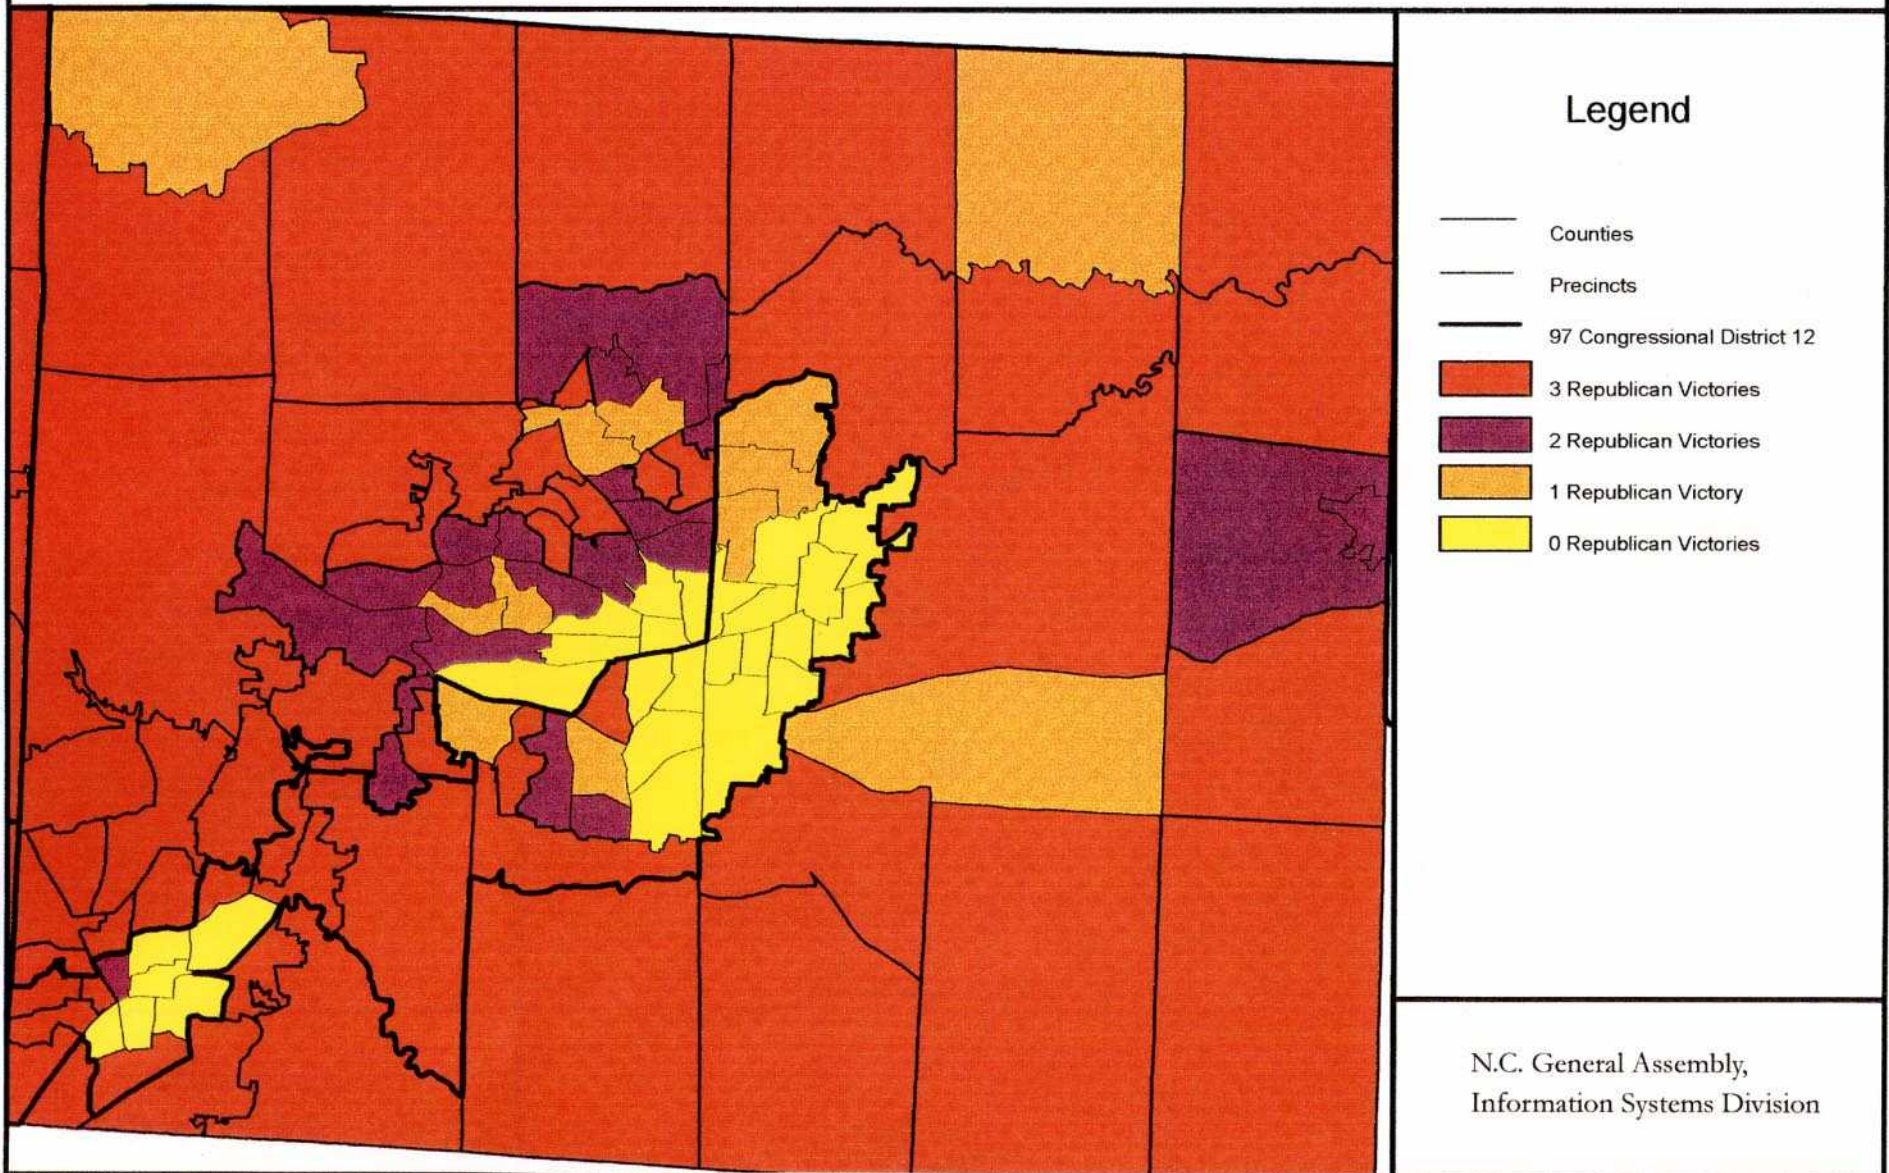 Legend
Counties
Precincts
97 Congressional District 12
3 Republican Victories
2 Republican Victories
1 Republican Victory
0 Republican Victories
N.C. General Assembly,
Information Systems Division